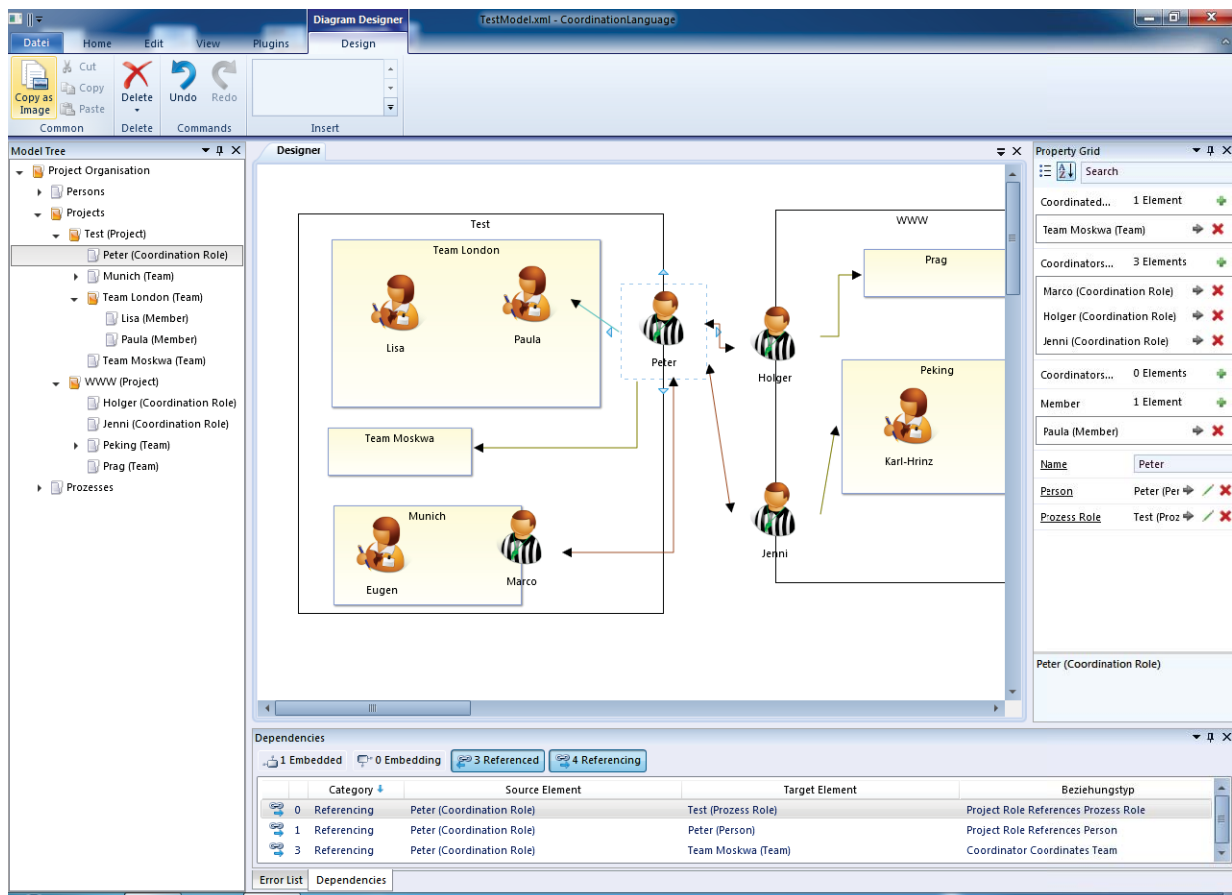 Diagram Designer
TestModel.xml - CoordinationLanguage
Datei Home Edit View Plugins Design
Copy as Image
Cut
Copy
Paste
Delete
Undo
Redo
Common Delete Commands Insert
Model Tree
Project Organisation
Persons
Projects
Test (Project)
Peter (Coordination Role)
Munich (Team)
Team London (Team)
Lisa (Member)
Paula (Member)
Team Moskwa (Team)
WWW (Project)
Holger (Coordination Role)
Jenni (Coordination Role)
Peking (Team)
Prag (Team)
Prozesses
Designer
Test
Team London
Lisa
Paula
Peter
Team Moskwa
Munich
Eugen
Marco
WWW
Prag
Holger
Peking
Karl-Hrinz
Jenni
Property Grid
Search
Coordinated... 1 Element
Team Moskwa (Team)
Coordinators... 3 Elements
Marco (Coordination Role)
Holger (Coordination Role)
Jenni (Coordination Role)
Coordinators... 0 Elements
Member 1 Element
Paula (Member)
Name Peter
Person Peter (Per
Prozess Role Test (Proz
Peter (Coordination Role)
Dependencies
1 Embedded 0 Embedding 3 Referenced 4 Referencing
Category Source Element Target Element Beziehungstyp
0 Referencing Peter (Coordination Role) Test (Prozess Role) Project Role References Prozess Role
1 Referencing Peter (Coordination Role) Peter (Person) Project Role References Person
3 Referencing Peter (Coordination Role) Team Moskwa (Team) Coordinator Coordinates Team
Error List Dependencies